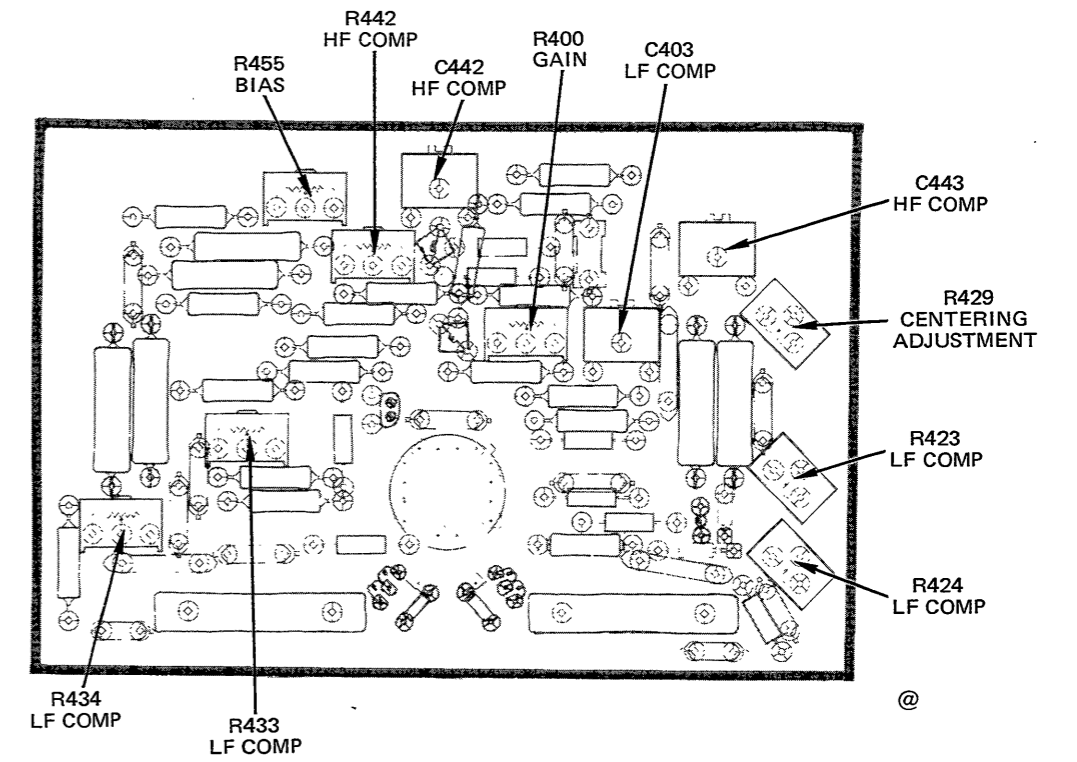 R442
HF COMP
R455
BIAS
C442
HF COMP
R400
GAIN
C403
LF COMP
C443
HF COMP
R429
CENTERING
ADJUSTMENT
R423
LF COMP
R424
LF COMP
R434
LF COMP
R433
LF COMP
@